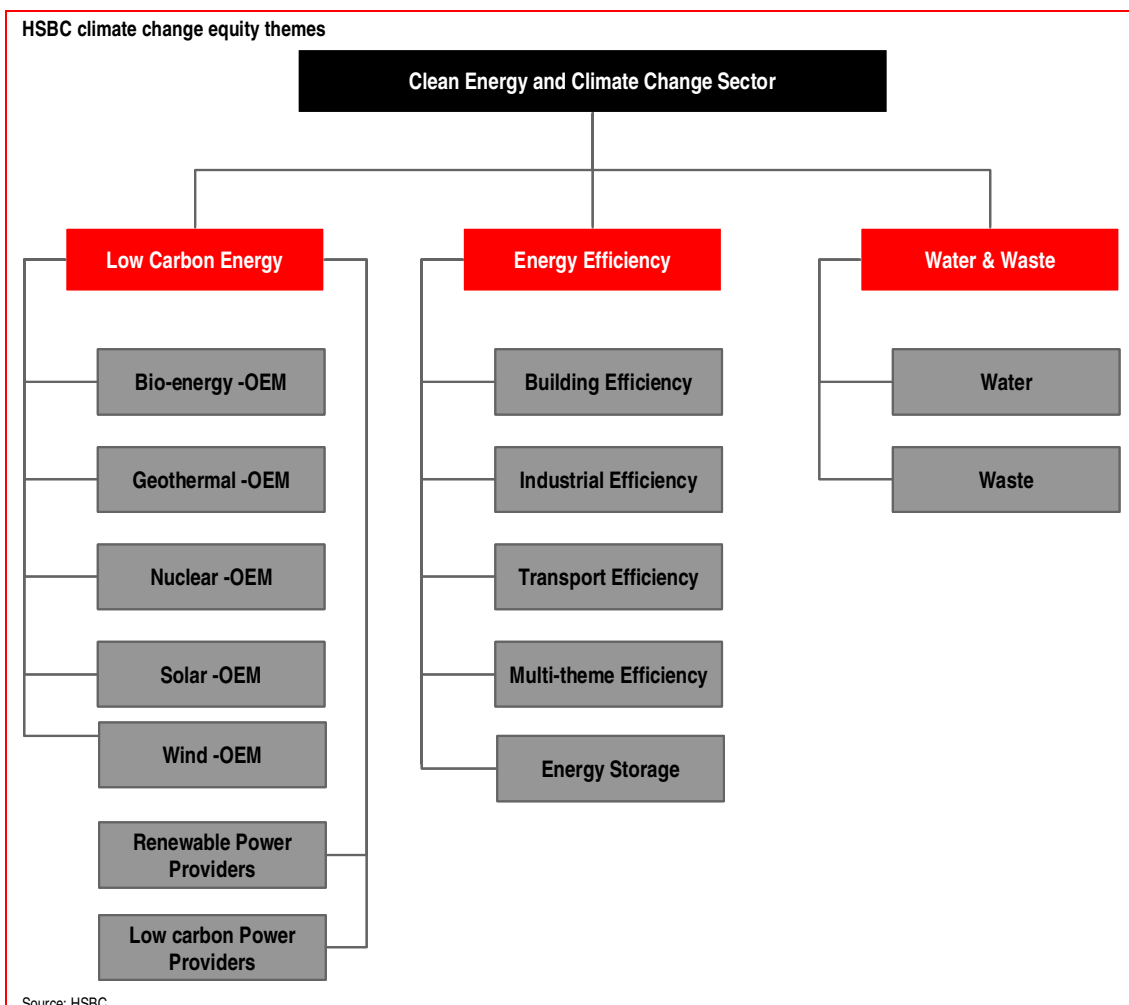 HSBC climate change equity themes
Clean Energy and Climate Change Sector
Low Carbon Energy
Energy Efficiency
Water & Waste
Bio-energy -OEM
Building Efficiency
Water
Geothermal -OEM
Industrial Efficiency
Waste
Nuclear -OEM
Transport Efficiency
Solar -OEM
Multi-theme Efficiency
Wind -OEM
Energy Storage
Renewable Power
Providers
Low carbon Power
Providers
Source: HSBC